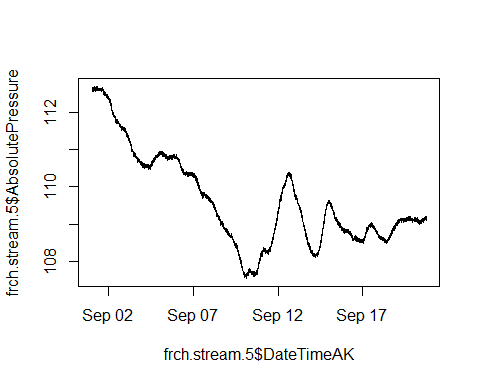 frch.stream.5$AbsolutePressure
112
110
108
Sep 02 Sep 07 Sep 12 Sep 17
frch.stream.5$DateTimeAK